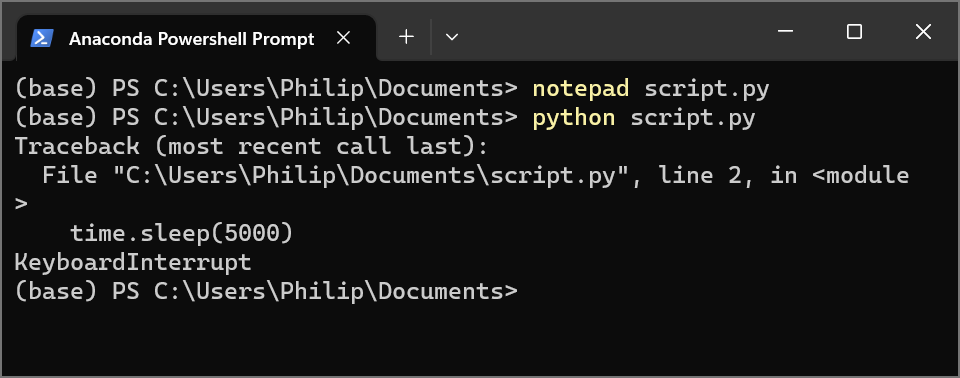 Anaconda Powershell Prompt
(base) PS C:\Users\Philip\Documents> notepad script.py
(base) PS C:\Users\Philip\Documents> python script.py
Traceback (most recent call last):
  File "C:\Users\Philip\Documents\script.py", line 2, in <module
>
    time.sleep(5000)
KeyboardInterrupt
(base) PS C:\Users\Philip\Documents>